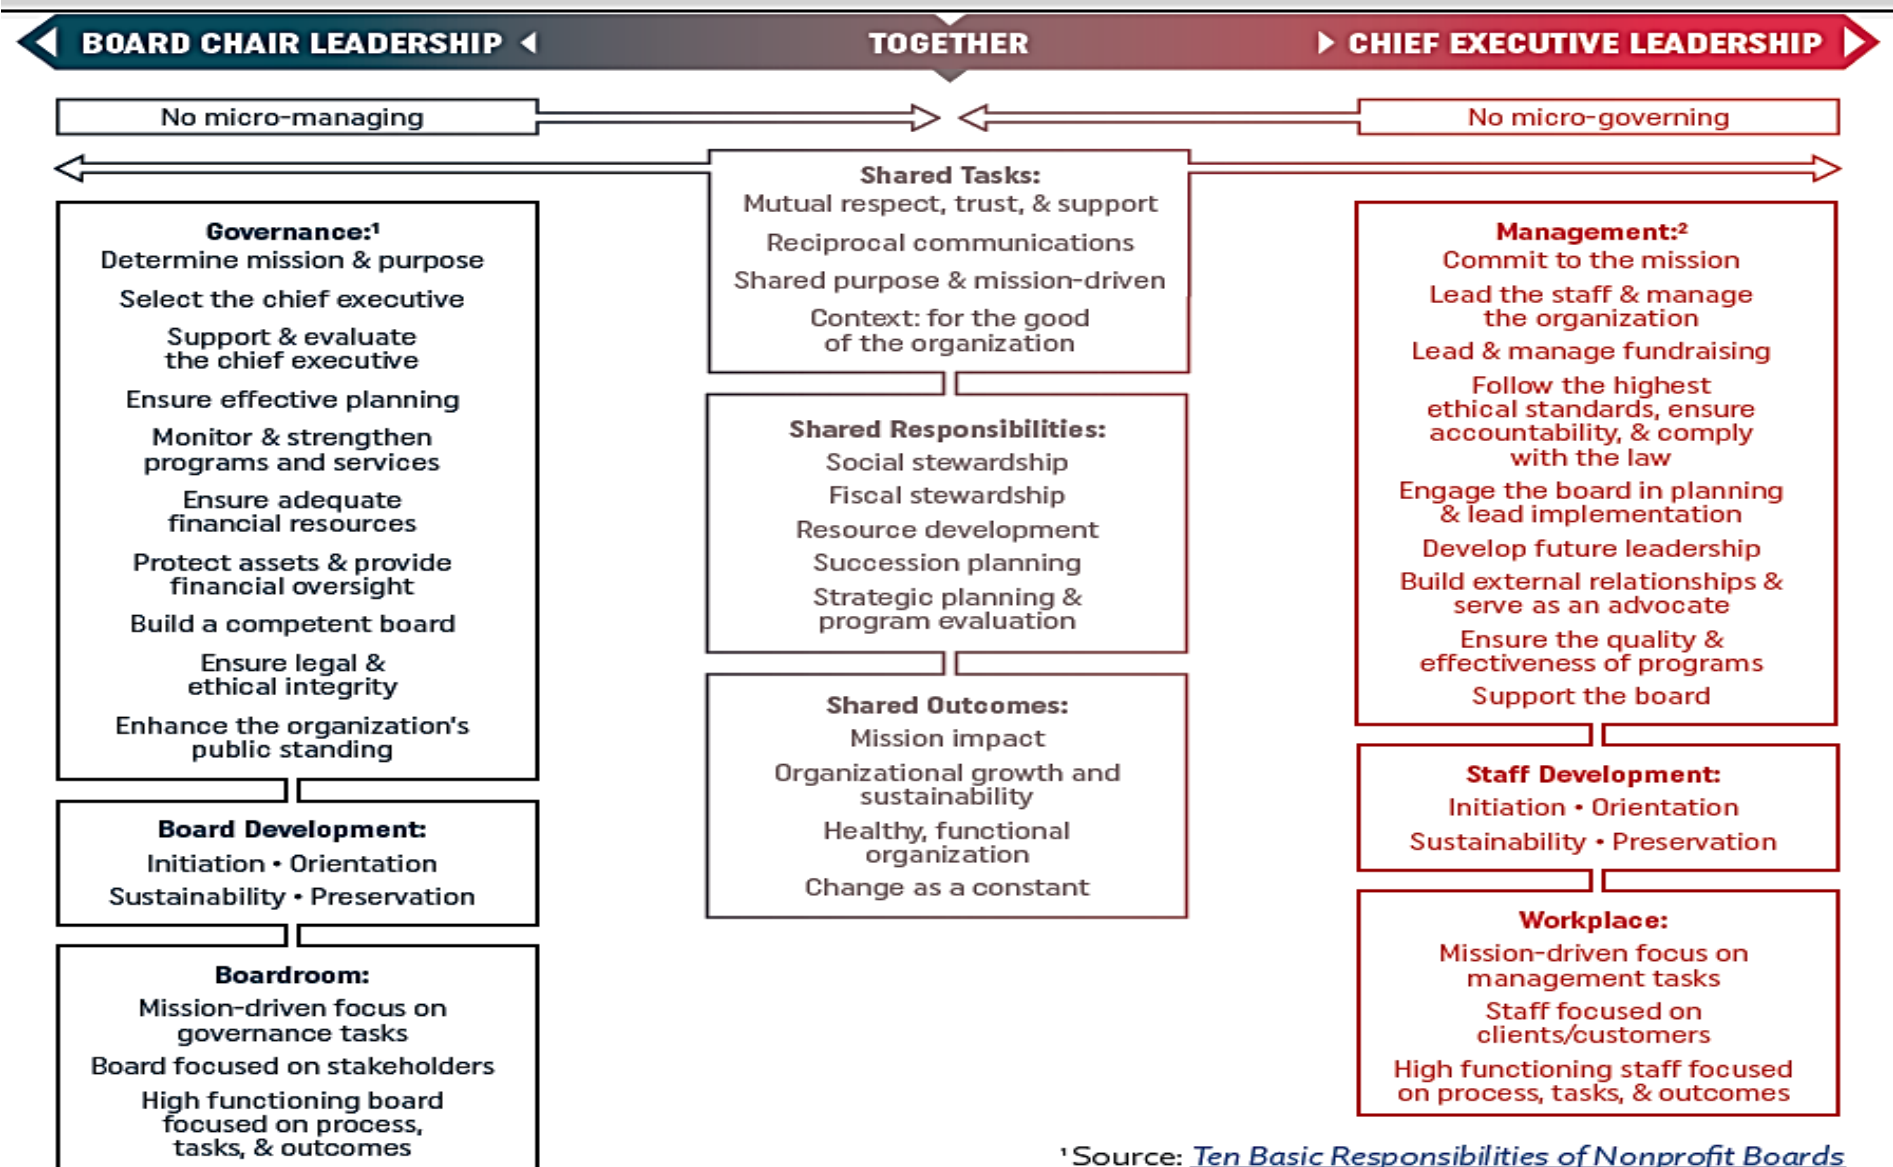 BOARD CHAIR LEADERSHIP
TOGETHER
CHIEF EXECUTIVE LEADERSHIP
No micro-managing
No micro-governing
Governance:¹
Determine mission & purpose
Select the chief executive
Support & evaluate
the chief executive
Ensure effective planning
Monitor & strengthen
programs and services
Ensure adequate
financial resources
Protect assets & provide
financial oversight
Build a competent board
Ensure legal &
ethical integrity
Enhance the organization's
public standing
Board Development:
Initiation • Orientation
Sustainability • Preservation
Boardroom:
Mission-driven focus on
governance tasks
Board focused on stakeholders
High functioning board
focused on process,
tasks, & outcomes
Shared Tasks:
Mutual respect, trust, & support
Reciprocal communications
Shared purpose & mission-driven
Context: for the good
of the organization
Shared Responsibilities:
Social stewardship
Fiscal stewardship
Resource development
Succession planning
Strategic planning &
program evaluation
Shared Outcomes:
Mission impact
Organizational growth and
sustainability
Healthy, functional
organization
Change as a constant
Management:²
Commit to the mission
Lead the staff & manage
the organization
Lead & manage fundraising
Follow the highest
ethical standards, ensure
accountability, & comply
with the law
Engage the board in planning
& lead implementation
Develop future leadership
Build external relationships &
serve as an advocate
Ensure the quality &
effectiveness of programs
Support the board
Staff Development:
Initiation • Orientation
Sustainability • Preservation
Workplace:
Mission-driven focus on
management tasks
Staff focused on
clients/customers
High functioning staff focused
on process, tasks, & outcomes
¹ Source: Ten Basic Responsibilities of Nonprofit Boards